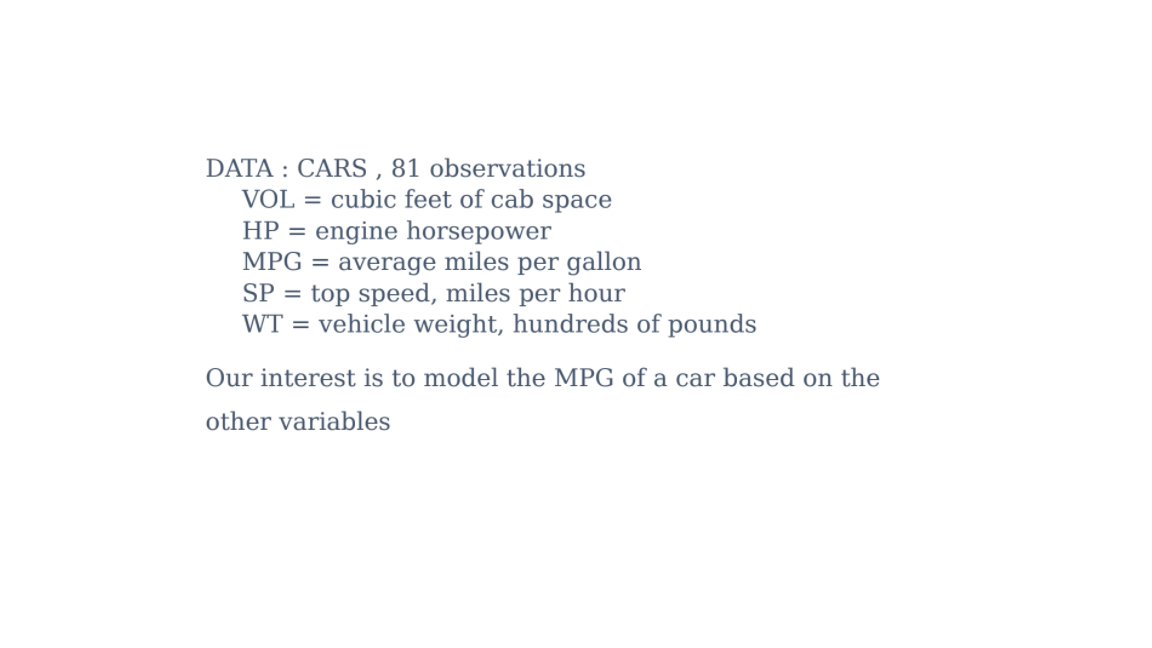 DATA : CARS , 81 observations
VOL = cubic feet of cab space
HP = engine horsepower
MPG = average miles per gallon
SP = top speed, miles per hour
WT = vehicle weight, hundreds of pounds
Our interest is to model the MPG of a car based on the
other variables